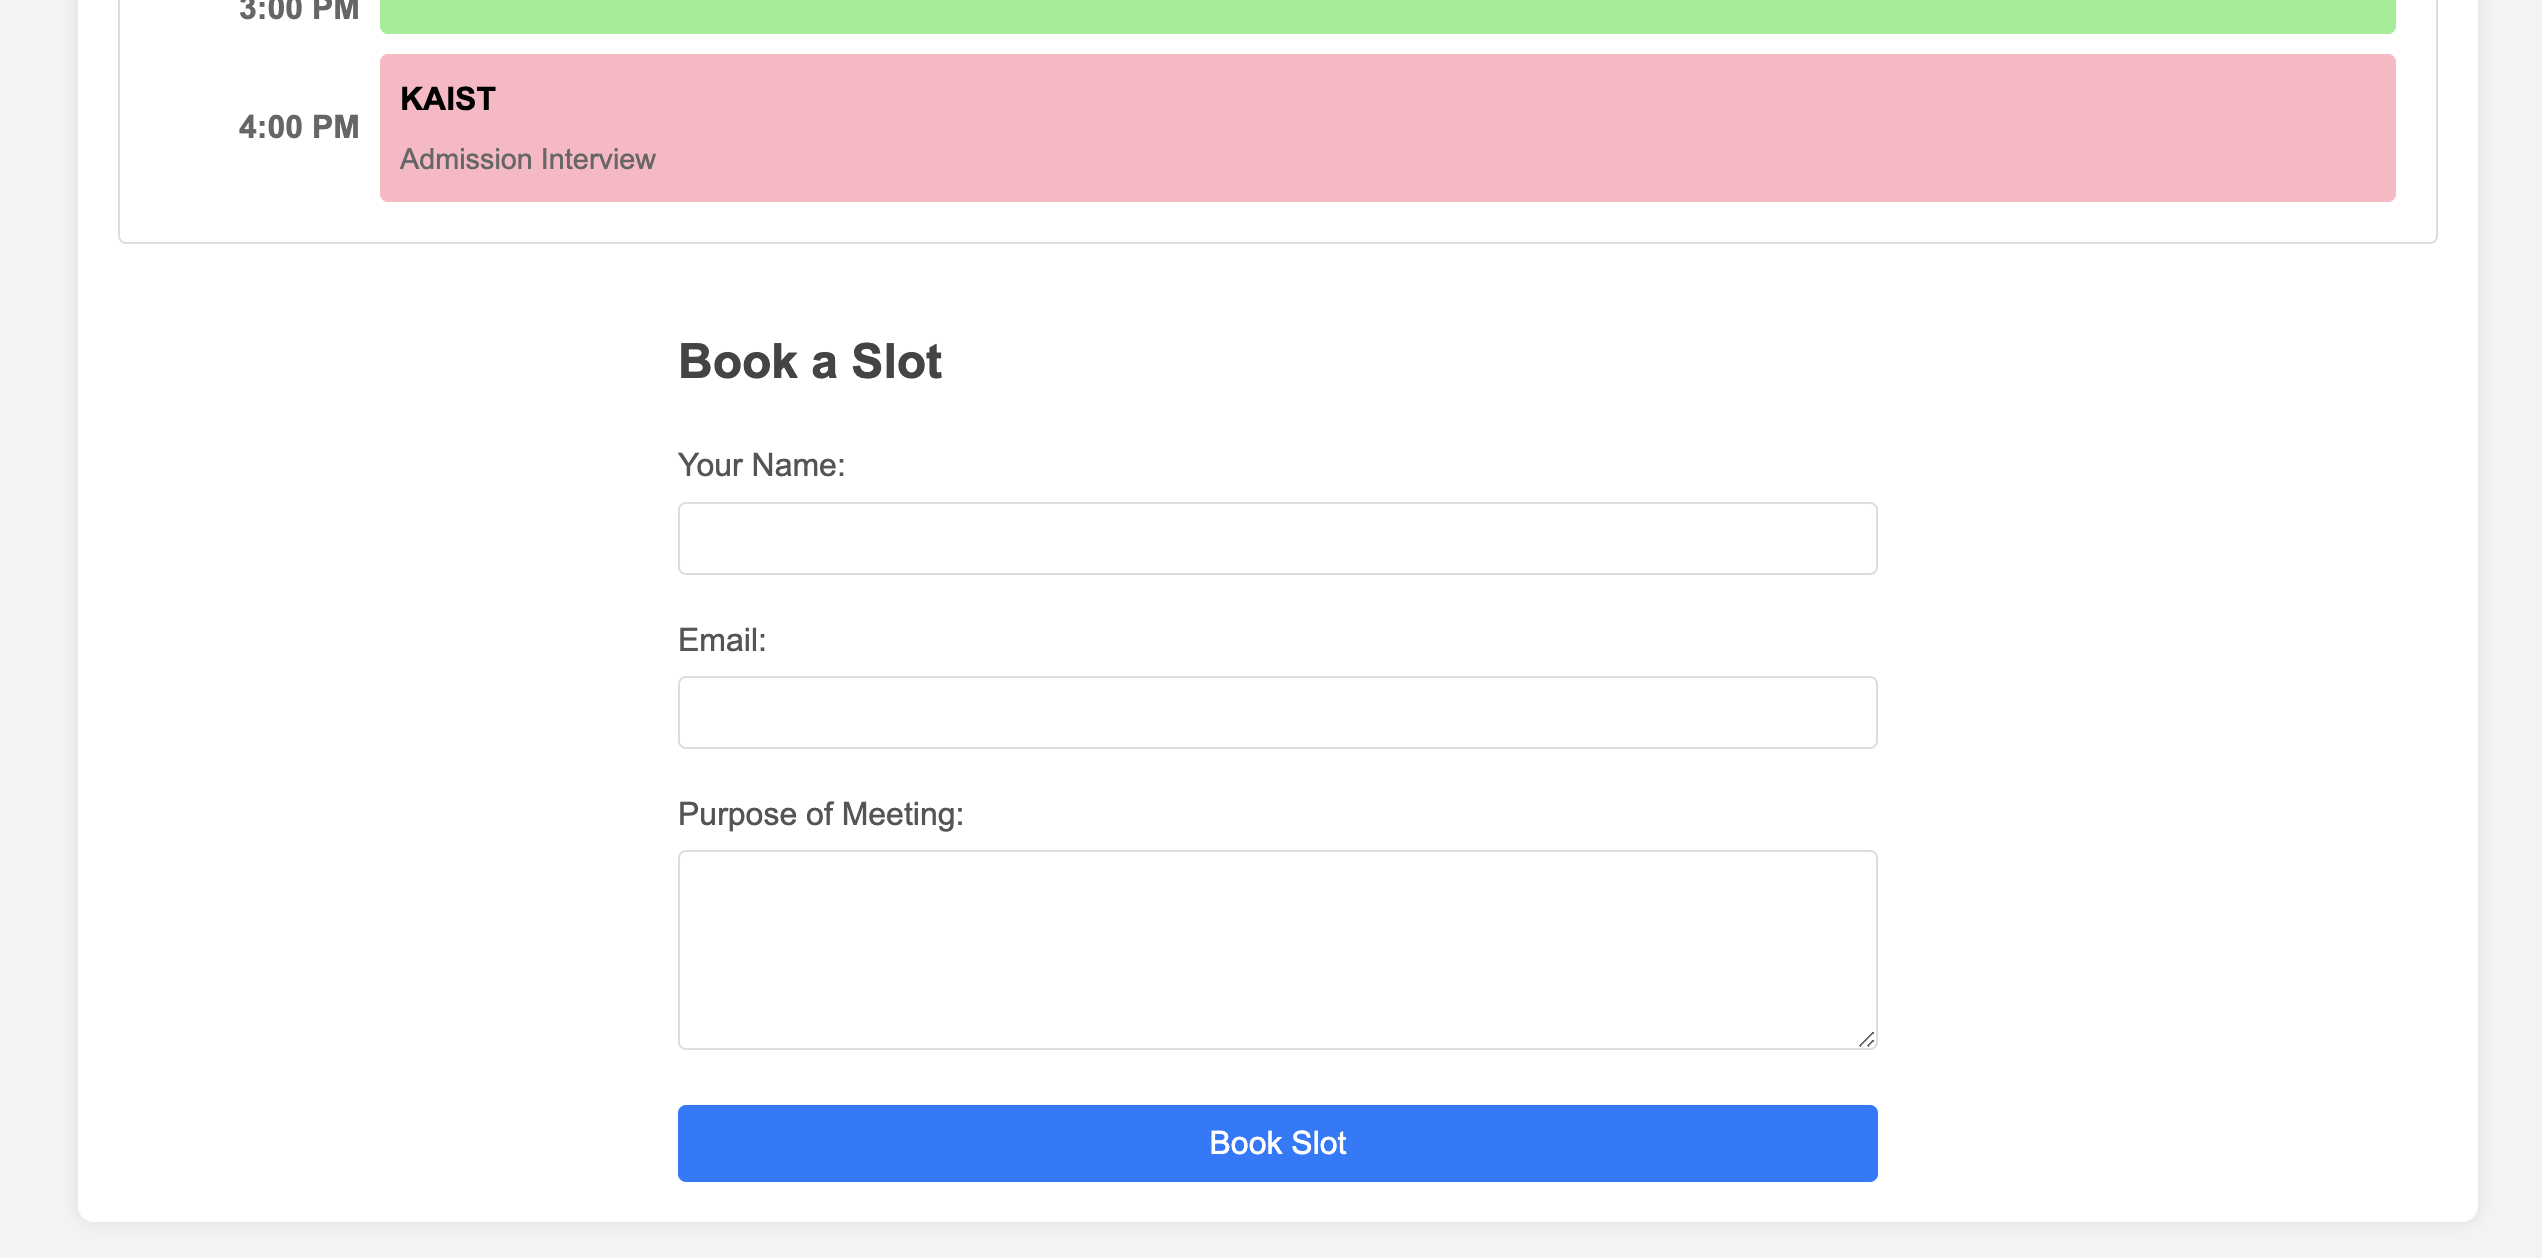 3:00 PM
KAIST
4:00 PM
Admission Interview
Book a Slot
Your Name:
Email:
Purpose of Meeting:
Book Slot